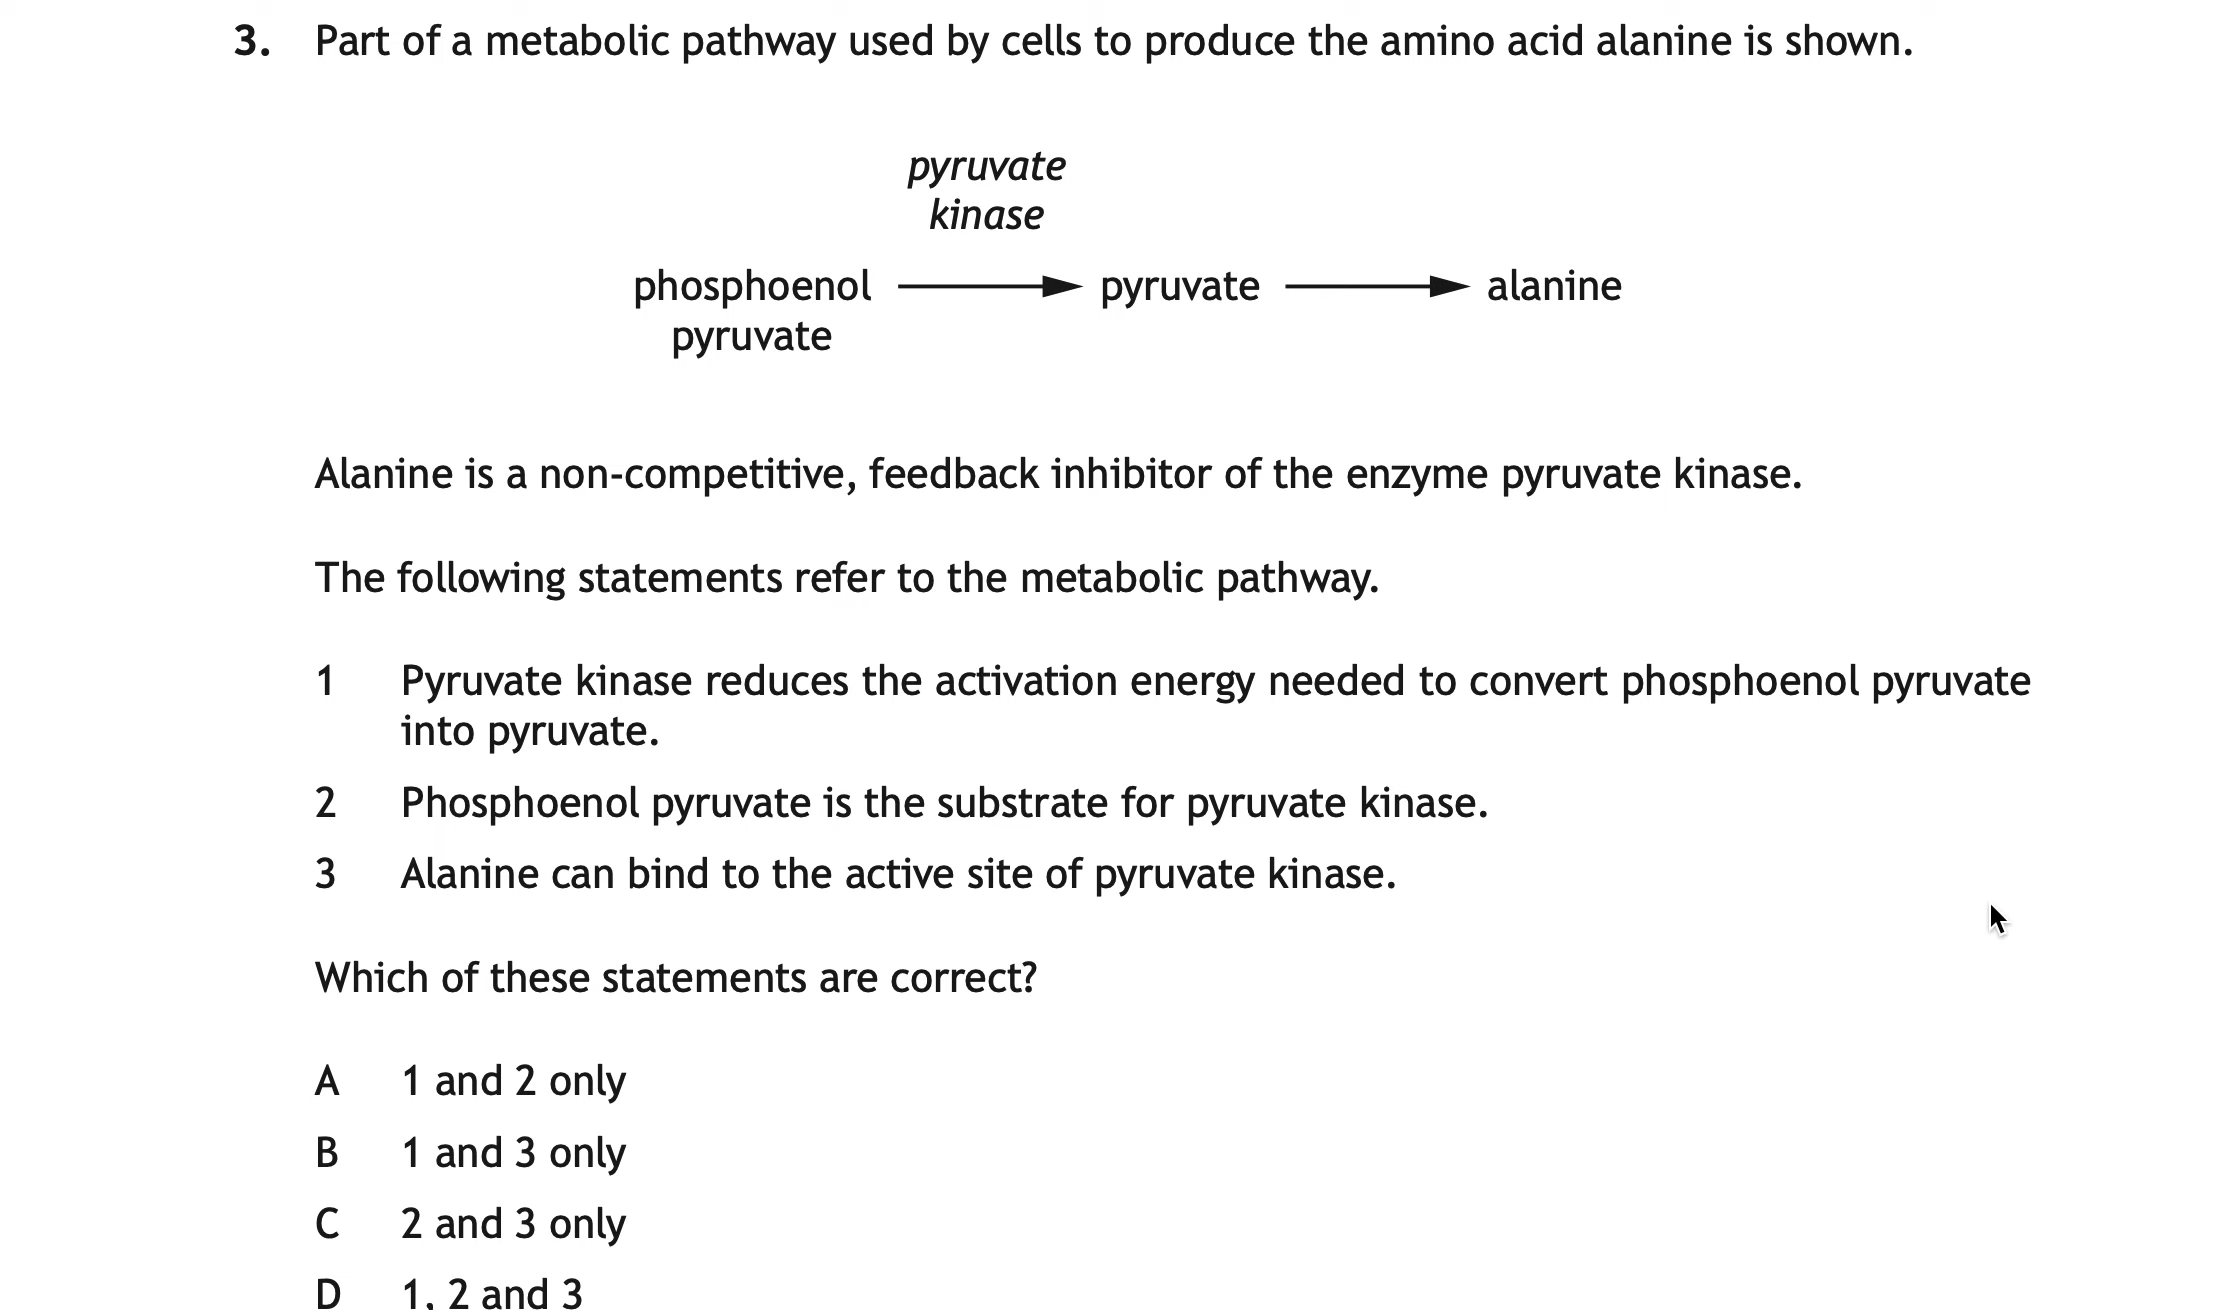 3. Part of a metabolic pathway used by cells to produce the amino acid alanine is shown.
pyruvate
kinase
phosphoenol pyruvate alanine
pyruvate
Alanine is a non-competitive, feedback inhibitor of the enzyme pyruvate kinase.
The following statements refer to the metabolic pathway.
1 Pyruvate kinase reduces the activation energy needed to convert phosphoenol pyruvate
into pyruvate.
2 Phosphoenol pyruvate is the substrate for pyruvate kinase.
3 Alanine can bind to the active site of pyruvate kinase.
Which of these statements are correct?
A 1 and 2 only
B 1 and 3 only
C 2 and 3 only
D 1, 2 and 3